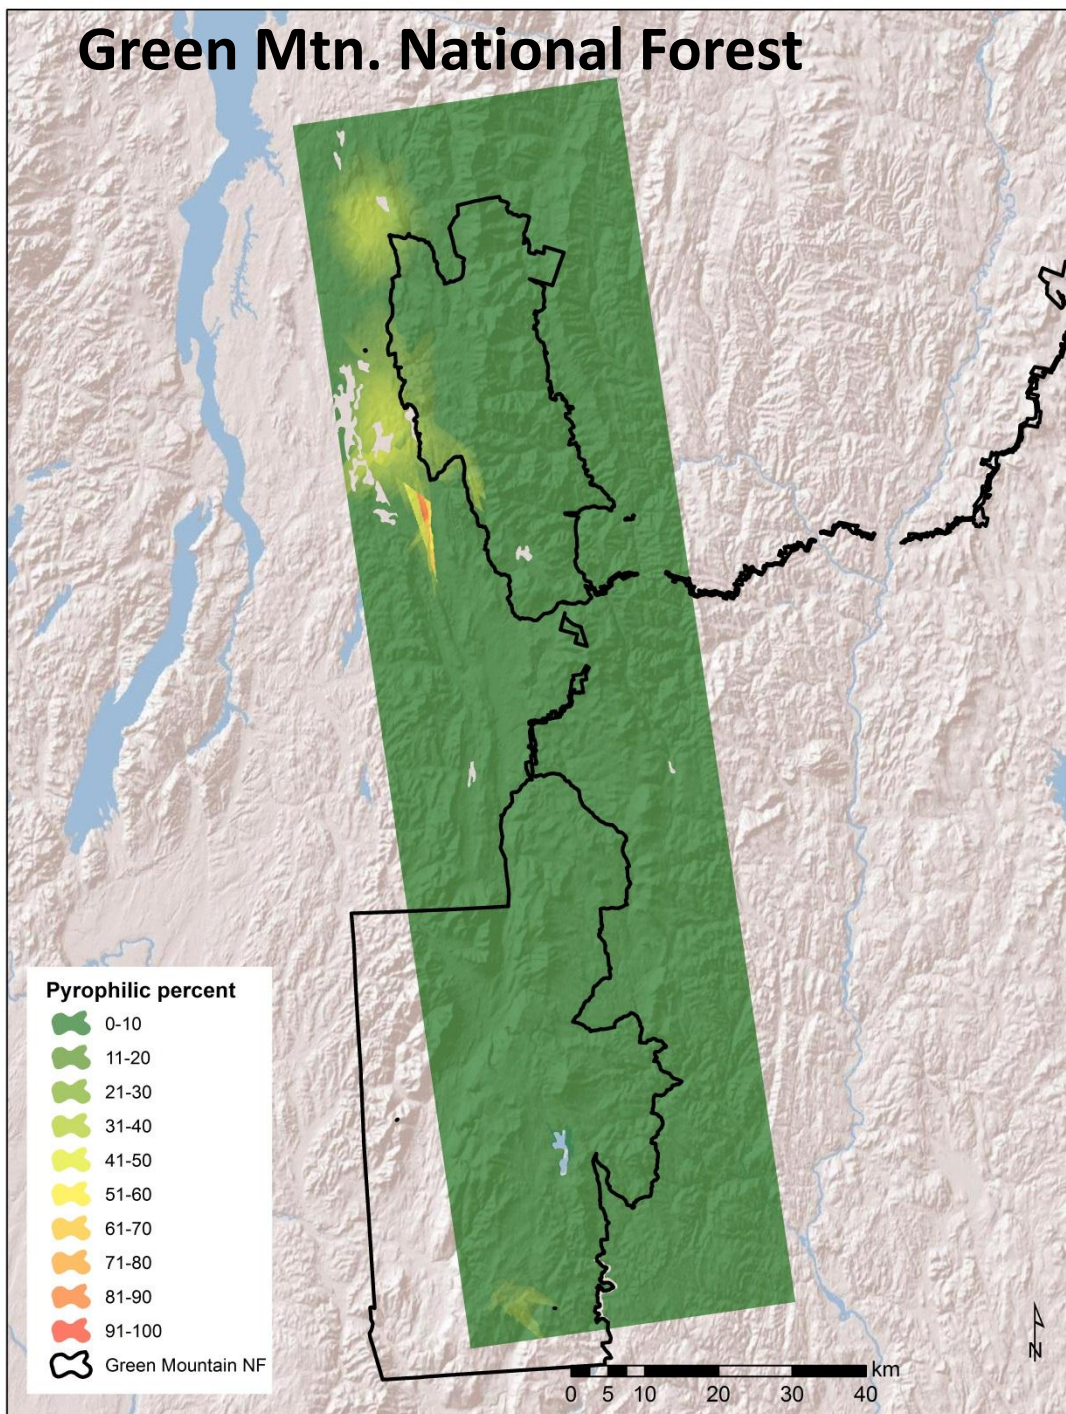 Green Mtn. National Forest
Pyrophilic percent
0-10
11-20
21-30
31-40
41-50
51-60
61-70
71-80
81-90
91-100
Green Mountain NF
N
km
0 5 10 20 30 40